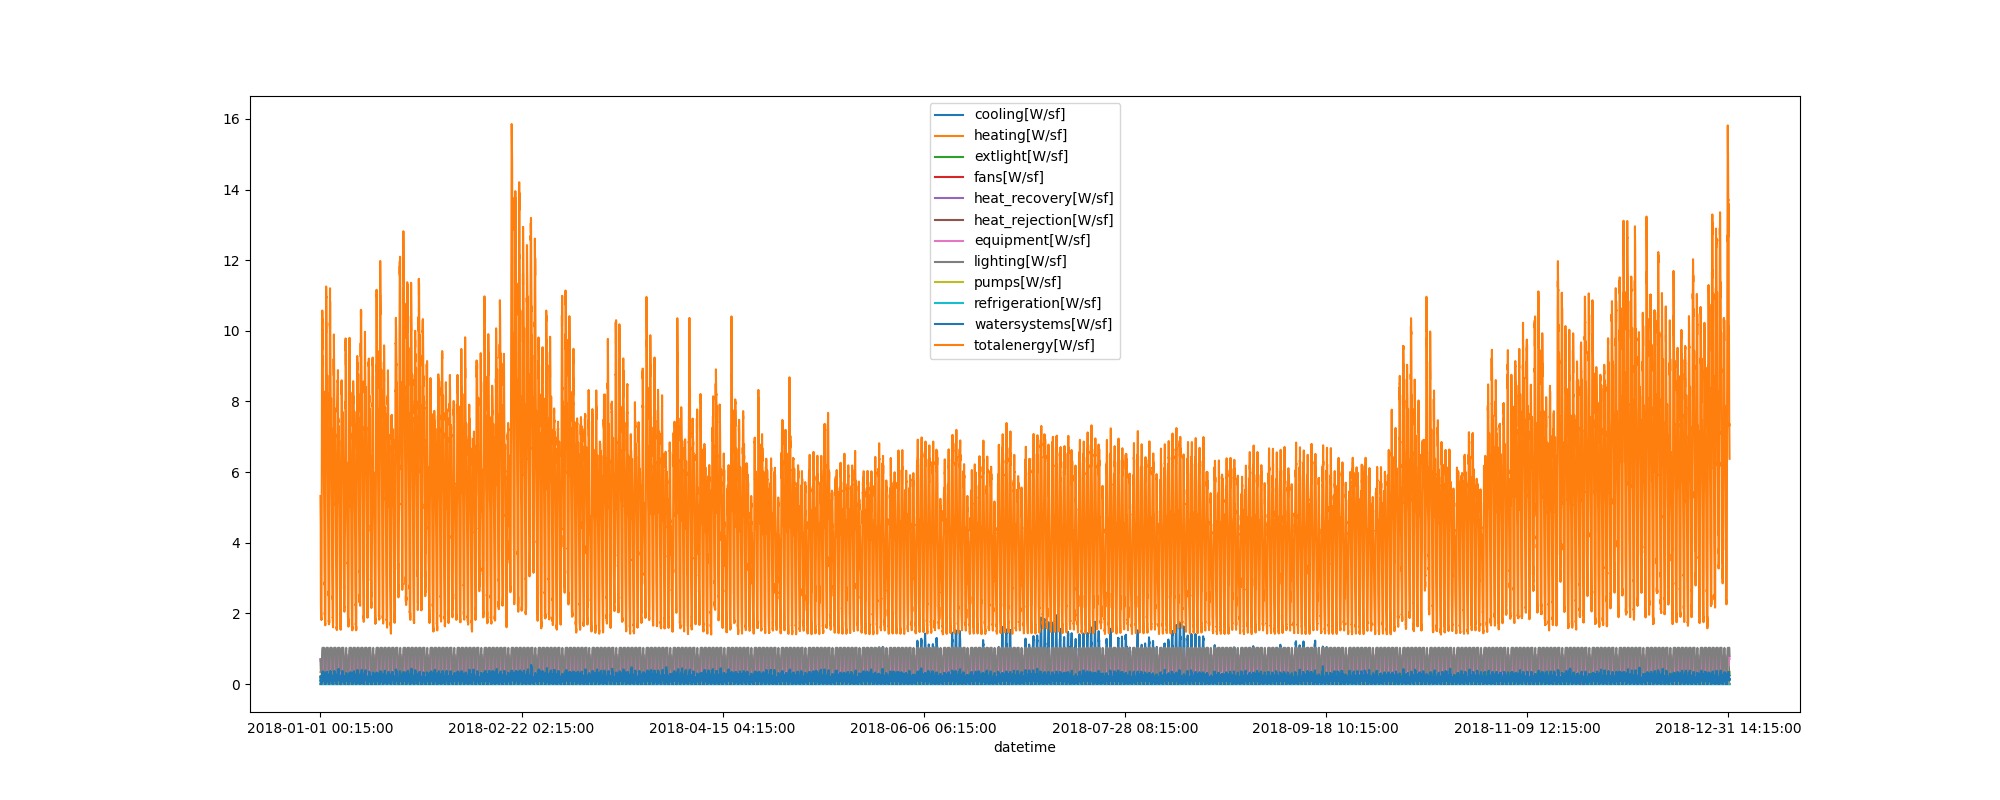 16
14
12
10
8
6
4
2
0
cooling[W/sf]
heating[W/sf]
extlight[W/sf]
fans[W/sf]
heat_recovery[W/sf]
heat_rejection[W/sf]
equipment[W/sf]
lighting[W/sf]
pumps[W/sf]
refrigeration[W/sf]
watersystems[W/sf]
totalenergy[W/sf]
2018-01-01 00:15:00 2018-02-22 02:15:00 2018-04-15 04:15:00 2018-06-06 06:15:00 2018-07-28 08:15:00 2018-09-18 10:15:00 2018-11-09 12:15:00 2018-12-31 14:15:00
datetime